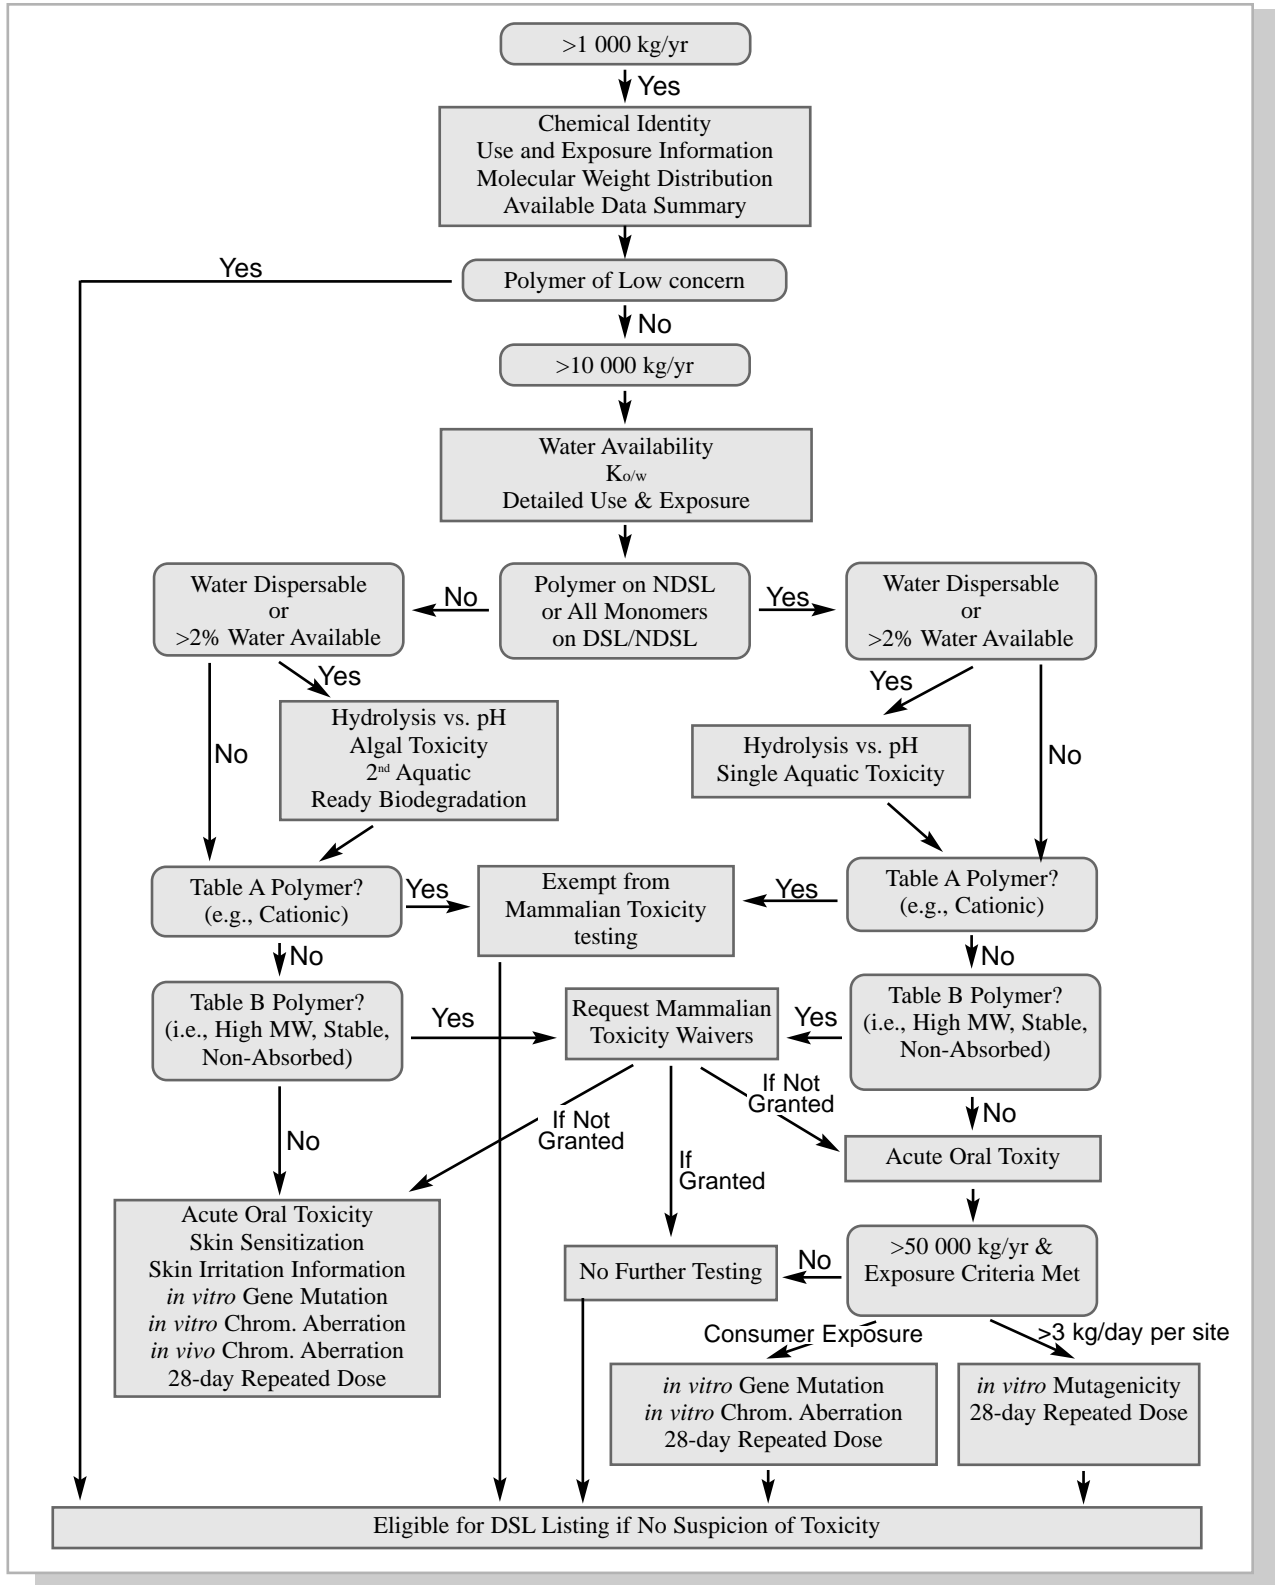 >1 000 kg/yr
Yes
Chemical Identity
Use and Exposure Information
Molecular Weight Distribution
Available Data Summary
Yes
Polymer of Low concern
No
>10 000 kg/yr
Water Availability
Ko/w
Detailed Use & Exposure
Water Dispersable
or
>2% Water Available
No
Polymer on NDSL
or All Monomers
on DSL/NDSL
Yes
Water Dispersable
or
>2% Water Available
Yes
Yes
No
Hydrolysis vs. pH
Algal Toxicity
2nd Aquatic
Ready Biodegradation
Hydrolysis vs. pH
Single Aquatic Toxicity
No
Table A Polymer?
(e.g., Cationic)
Yes
Exempt from
Mammalian Toxicity
testing
Yes
Table A Polymer?
(e.g., Cationic)
No
No
Table B Polymer?
(i.e., High MW, Stable,
Non-Absorbed)
Yes
Request Mammalian
Toxicity Waivers
Yes
Table B Polymer?
(i.e., High MW, Stable,
Non-Absorbed)
No
If Not
Granted
If
Granted
If Not
Granted
No
Acute Oral Toxity
Acute Oral Toxicity
Skin Sensitization
Skin Irritation Information
in vitro Gene Mutation
in vitro Chrom. Aberration
in vivo Chrom. Aberration
28-day Repeated Dose
No Further Testing
No
>50 000 kg/yr &
Exposure Criteria Met
Consumer Exposure
>3 kg/day per site
in vitro Gene Mutation
in vitro Chrom. Aberration
28-day Repeated Dose
in vitro Mutagenicity
28-day Repeated Dose
Eligible for DSL Listing if No Suspicion of Toxicity